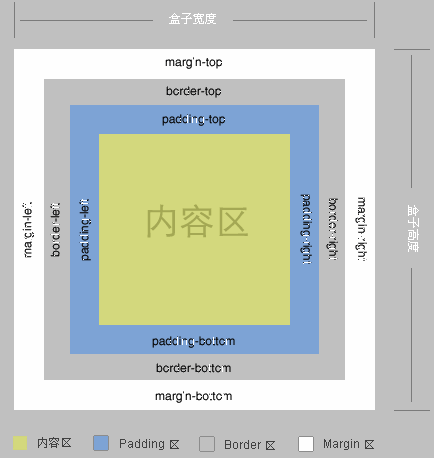 盒子宽度
margin-top
border-top
padding-top
margin-left
border-left
padding-left
内容区
padding-right
border-right
margin-right
盒子高度
padding-bottom
border-bottom
margin-bottom
内容区
Padding 区
Border 区
Margin 区